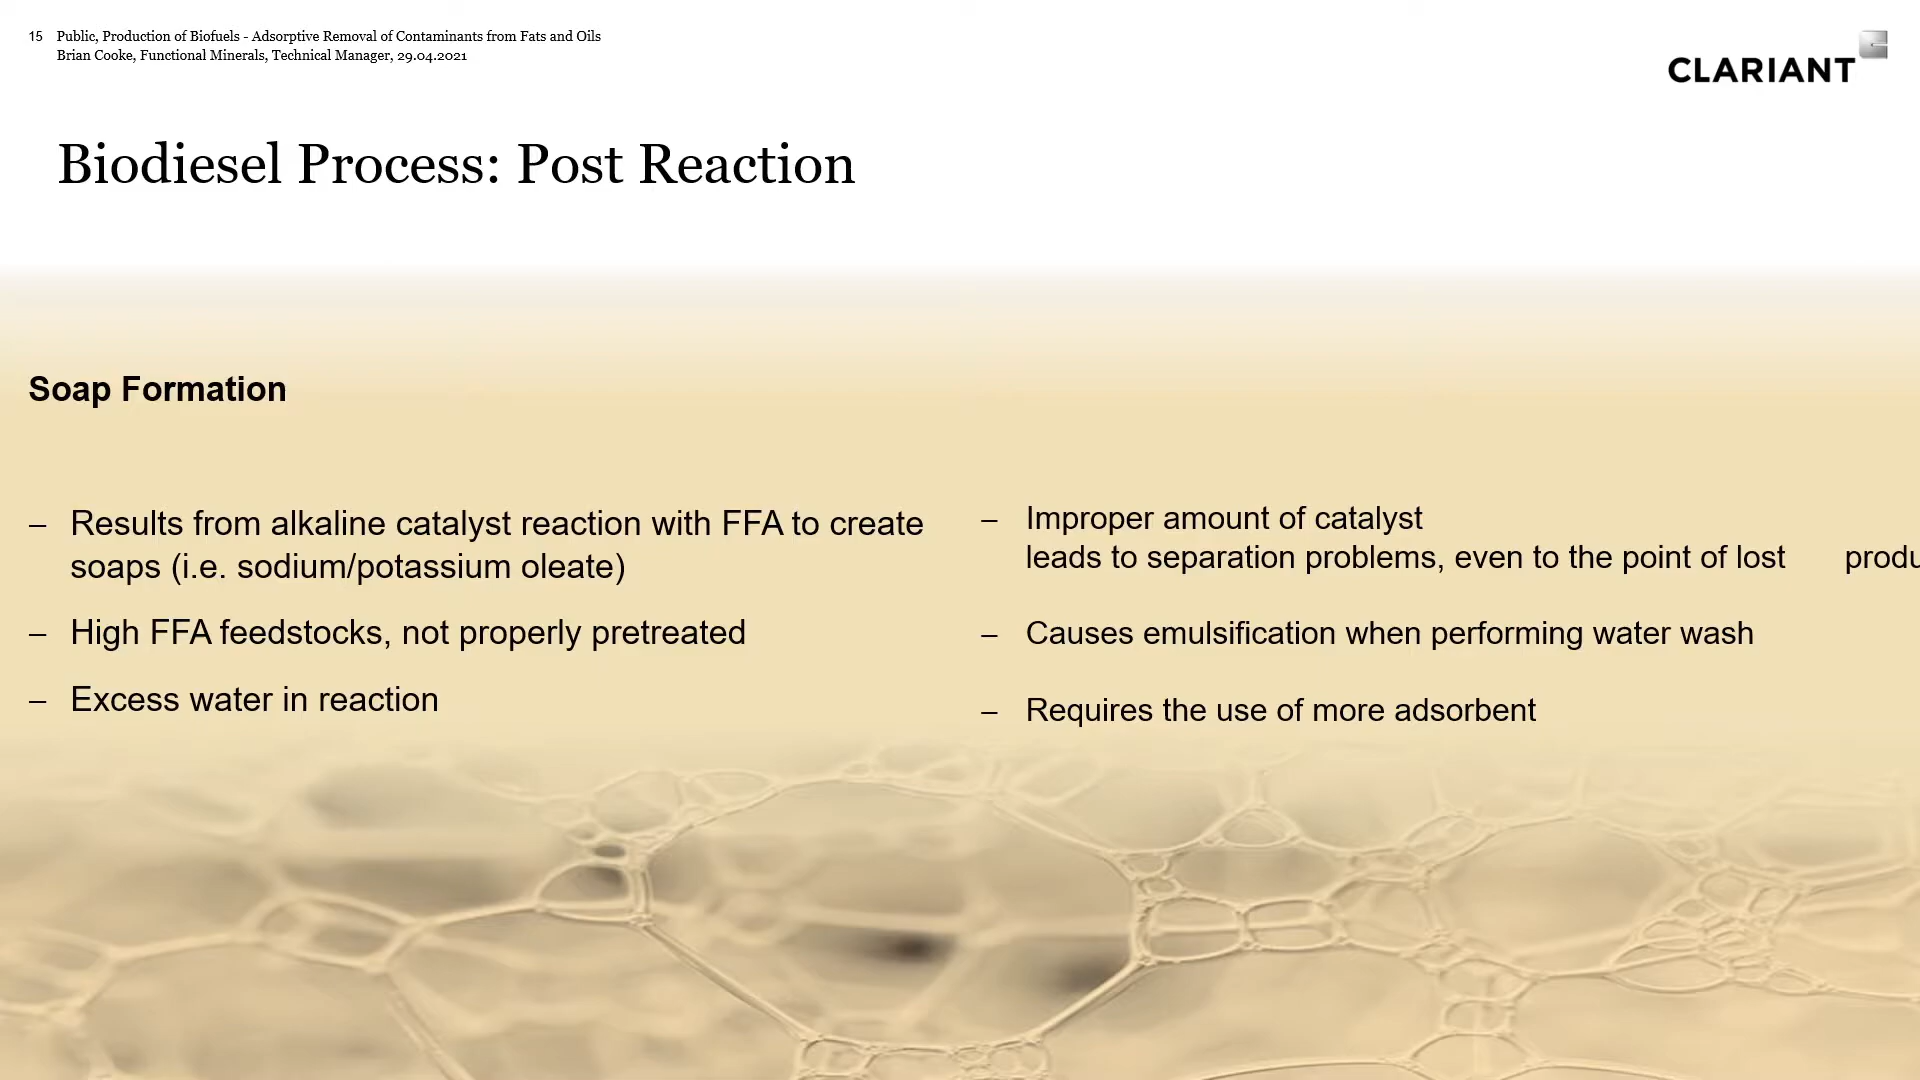 15 Public, Production of Biofuels - Adsorptive Removal of Contaminants from Fats and Oils
Brian Cooke, Functional Minerals, Technical Manager, 29.04.2021
CLARIANT
Biodiesel Process: Post Reaction
Soap Formation
– Results from alkaline catalyst reaction with FFA to create
soaps (i.e. sodium/potassium oleate)
– High FFA feedstocks, not properly pretreated
– Excess water in reaction
– Improper amount of catalyst
leads to separation problems, even to the point of lost
– Causes emulsification when performing water wash
– Requires the use of more adsorbent